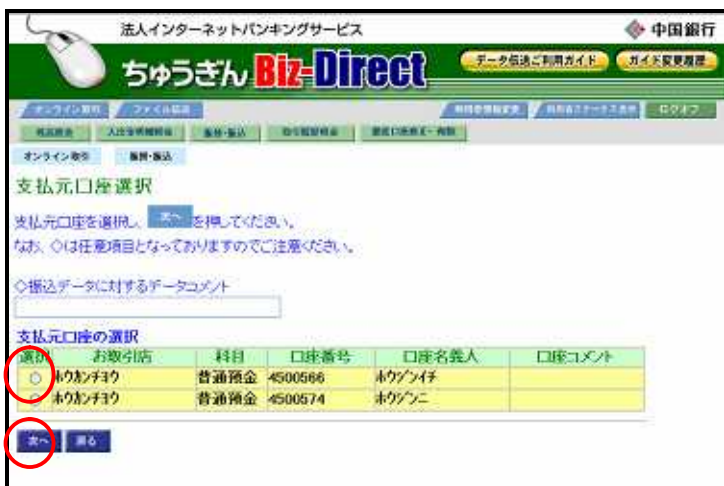 法人インターネットバンキングサービス
中国銀行
ちゅうぎん Biz-Direct
データ伝送ご利用ガイド ガイド変更履歴
オンライン取引 ファイル伝送 ログオフ
振替・振込
オンライン取引 振替・振込
支払元口座選択
支払元口座を選択し、 次へ を押してください。
なお、◇は任意項目となっておりますのでご注意ください。
◇振込データに対するデータコメント
支払元口座の選択
選択 お取引店 科目 口座番号 口座名義人 口座コメント
ホウカンチヨウ 普通預金 4500566 ホウジンイチ
ホウカンチヨウ 普通預金 4500574 ホウジンニ
次へ 戻る